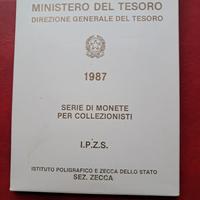 MINISTERO DEL TESORO
DIREZIONE GENERALE DEL TESORO
1987
SERIE DI MONETE
PER COLLEZIONISTI
I.P.Z.S.
ISTITUTO POLIGRAFICO E ZECCA DELLO STATO
SEZ. ZECCA